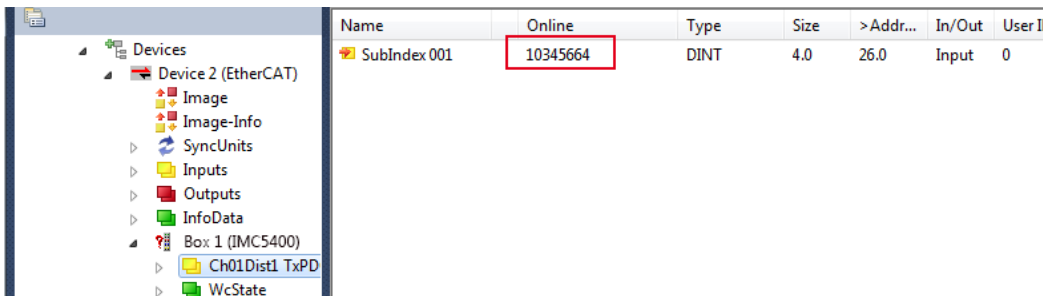 Name Online Type Size >Addr... In/Out User I
SubIndex 001 10345664 DINT 4.0 26.0 Input 0
Devices
Device 2 (EtherCAT)
Image
Image-Info
SyncUnits
Inputs
Outputs
InfoData
Box 1 (IMC5400)
Ch01Dist1 TxPD
WcState